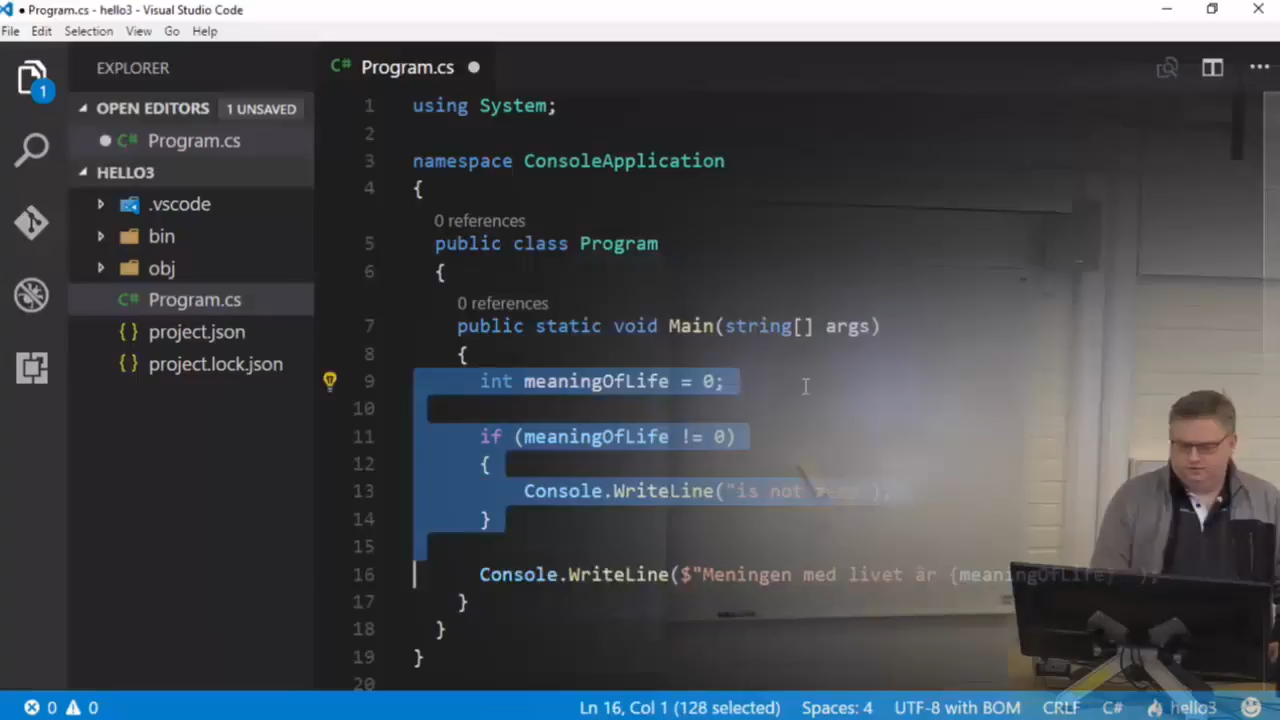 Program.cs - hello3 - Visual Studio Code
File Edit Selection View Go Help
EXPLORER
OPEN EDITORS 1 UNSAVED
C# Program.cs
HELLO3
.vscode
bin
obj
C# Program.cs
{} project.json
{} project.lock.json
1
C# Program.cs
1 using System;
2
3 namespace ConsoleApplication
4 {
0 references
5 public class Program
6 {
0 references
7 public static void Main(string[] args)
8 {
9 int meaningOfLife = 0;
10
11 if (meaningOfLife != 0)
12 {
13 Console.WriteLine("is not
14 }
15
16 Console.WriteLine($"Meningen med livet är {meaningOfLife}
17 }
18 }
19 }
20
0 0 Ln 16, Col 1 (128 selected) Spaces: 4 UTF-8 with BOM CRLF C# hello3